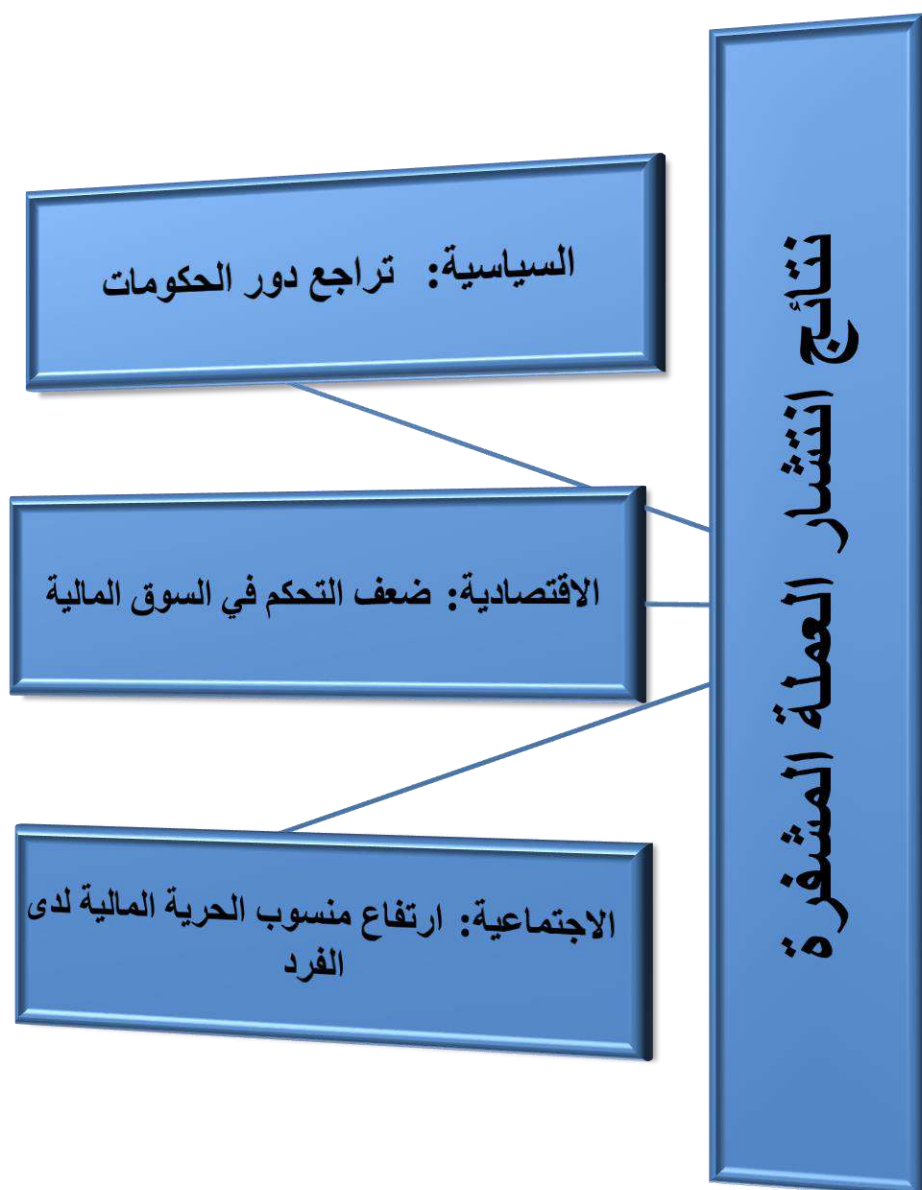 نتائج انتشار العملة المشفرة
السياسية: تراجع دور الحكومات
الاقتصادية: ضعف التحكم في السوق المالية
الاجتماعية: ارتفاع منسوب الحرية المالية لدى
الفرد